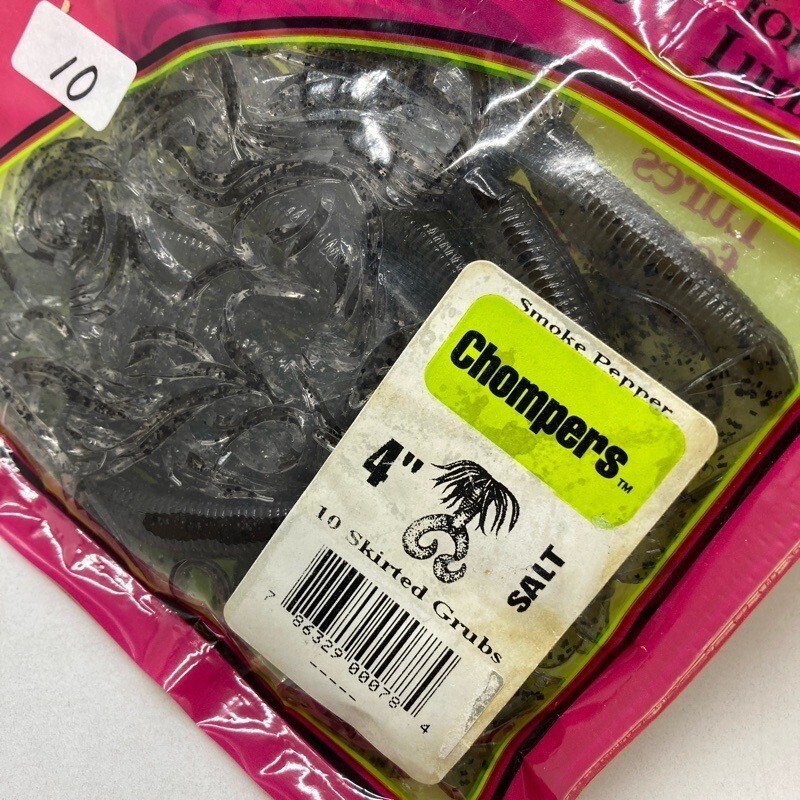 10
Lures
Smoke Pepper
Chompers™
4"
SALT
10 Skirted Grubs
7 86329 00078 4
-----